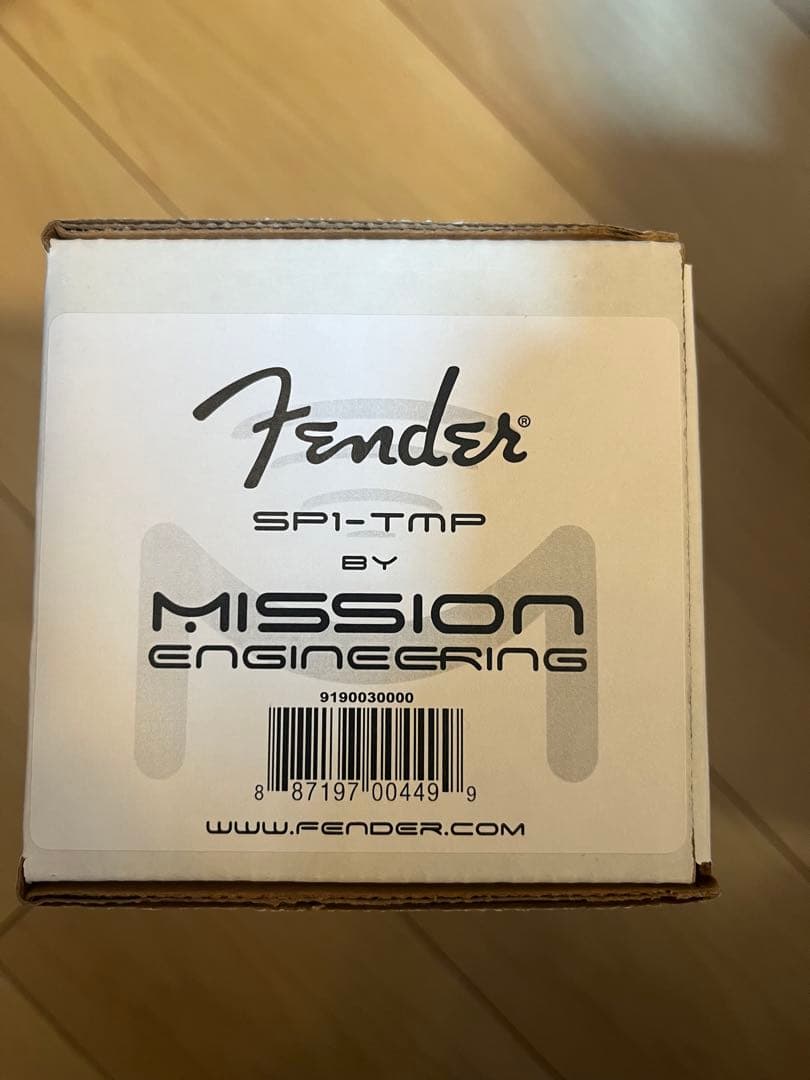 Fender®
SP1-TMP
BY
MISSION
ENGINEERING
9190030000
8 87197 00449 9
WWW.FENDER.COM